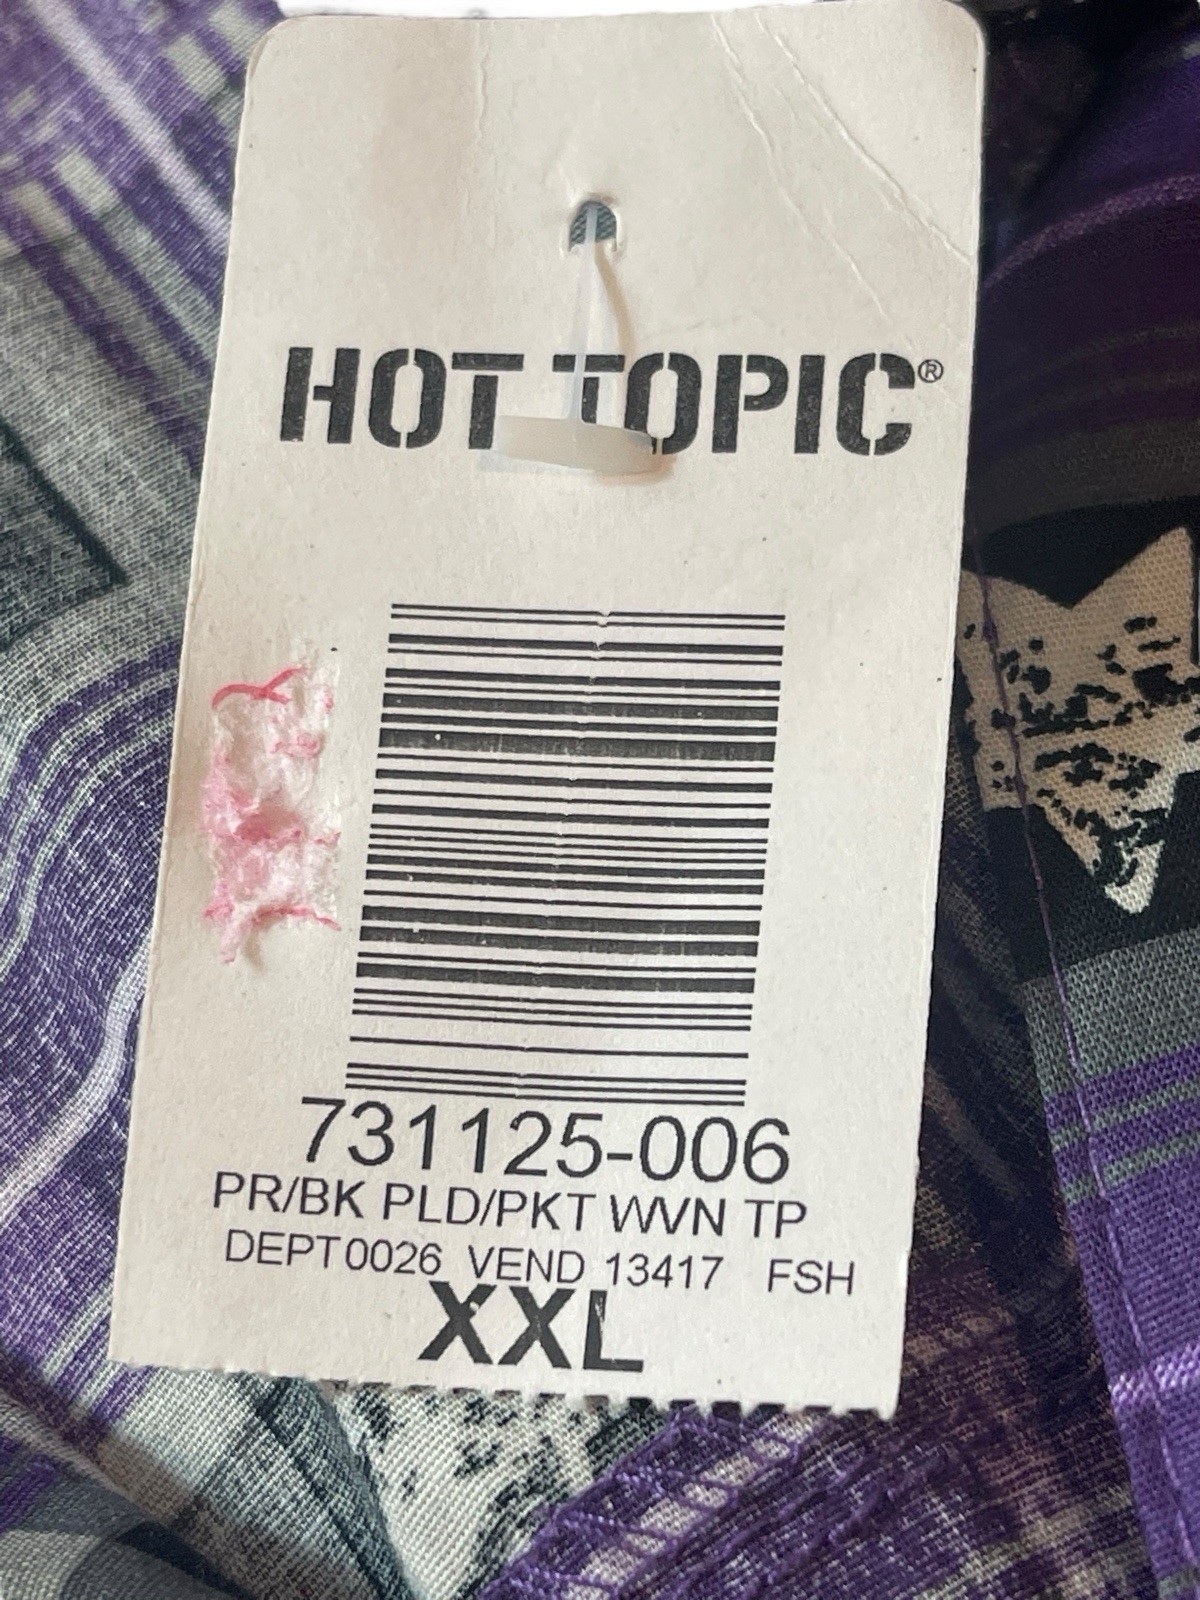 HOT TOPIC®
731125-006
PR/BK PLD/PKT WVN TP
DEPT0026 VEND 13417 FSH
XXL